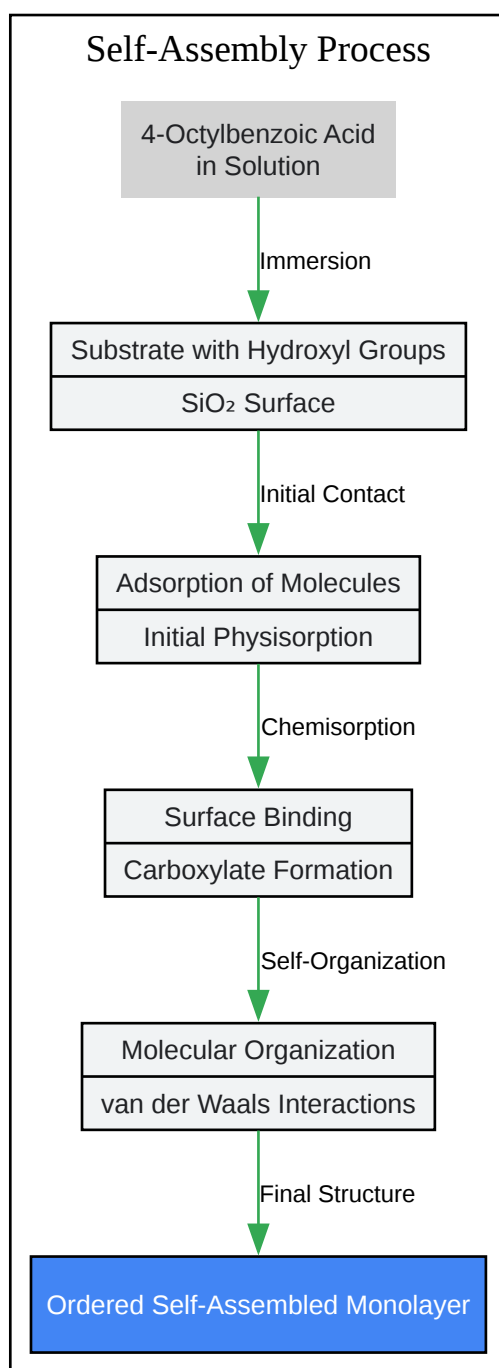 Self-Assembly Process
4-Octylbenzoic Acid
in Solution
Immersion
Substrate with Hydroxyl Groups
SiO₂ Surface
Initial Contact
Adsorption of Molecules
Initial Physisorption
Chemisorption
Surface Binding
Carboxylate Formation
Self-Organization
Molecular Organization
van der Waals Interactions
Final Structure
Ordered Self-Assembled Monolayer